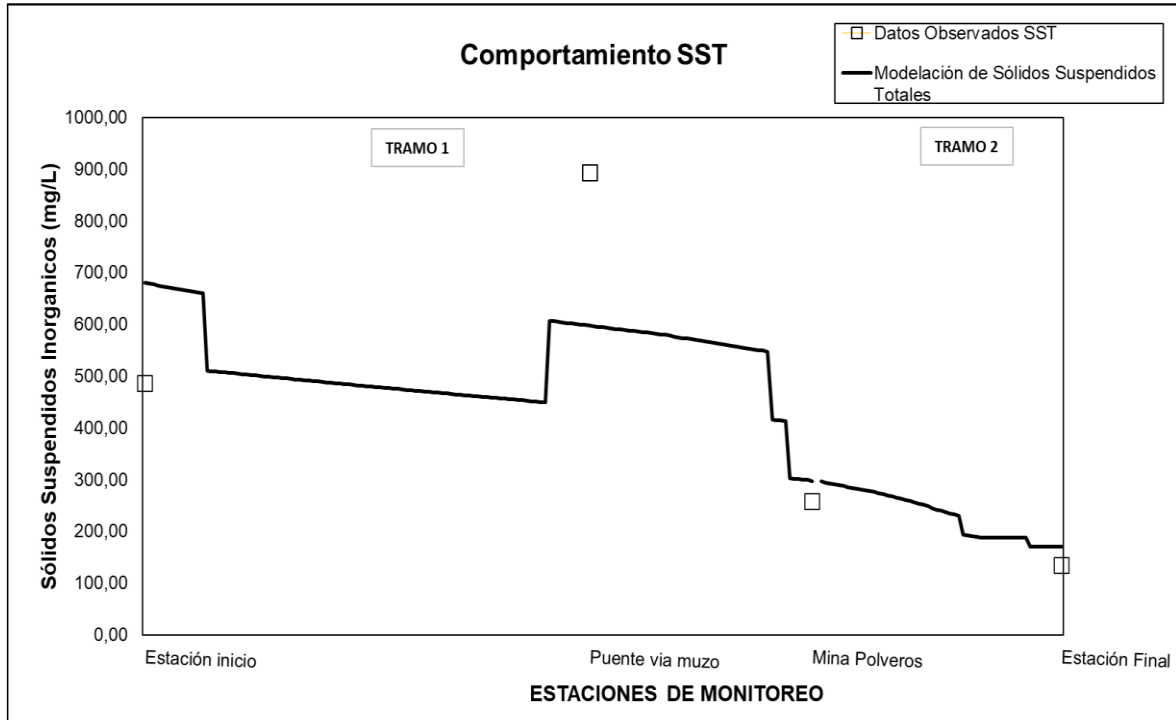 Comportamiento SST
Datos Observados SST
Modelación de Sólidos Suspendidos
Totales
TRAMO 1
TRAMO 2
Sólidos Suspendidos Inorganicos (mg/L)
1000,00
900,00
800,00
700,00
600,00
500,00
400,00
300,00
200,00
100,00
0,00
Estación inicio
Puente via muzo
Mina Polveros
Estación Final
ESTACIONES DE MONITOREO